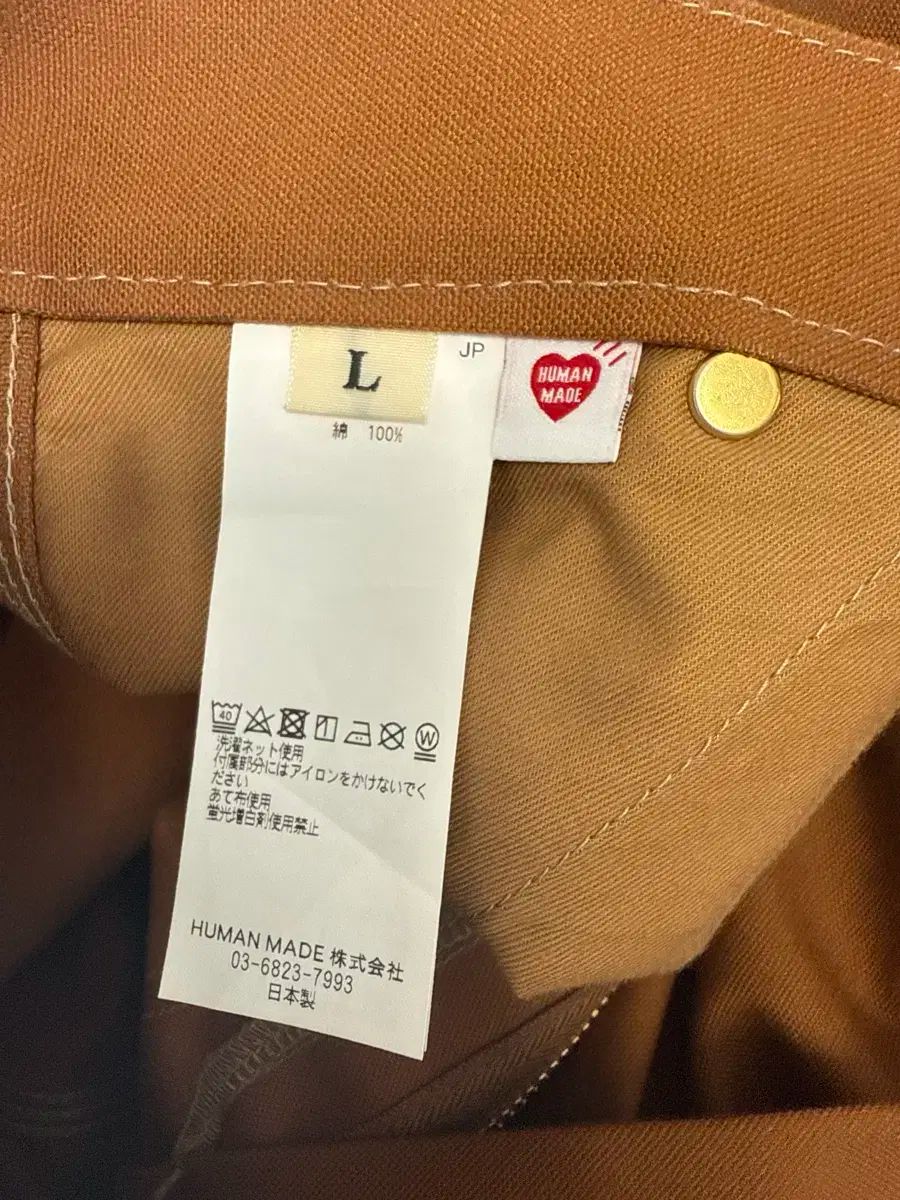 L
JP
HUMAN
MADE
綿 100%
40
W
洗濯ネット使用
付属部分にはアイロンをかけないでく
ださい
あて布使用
蛍光増白剤使用禁止
HUMAN MADE 株式会社
03-6823-7993
日本製